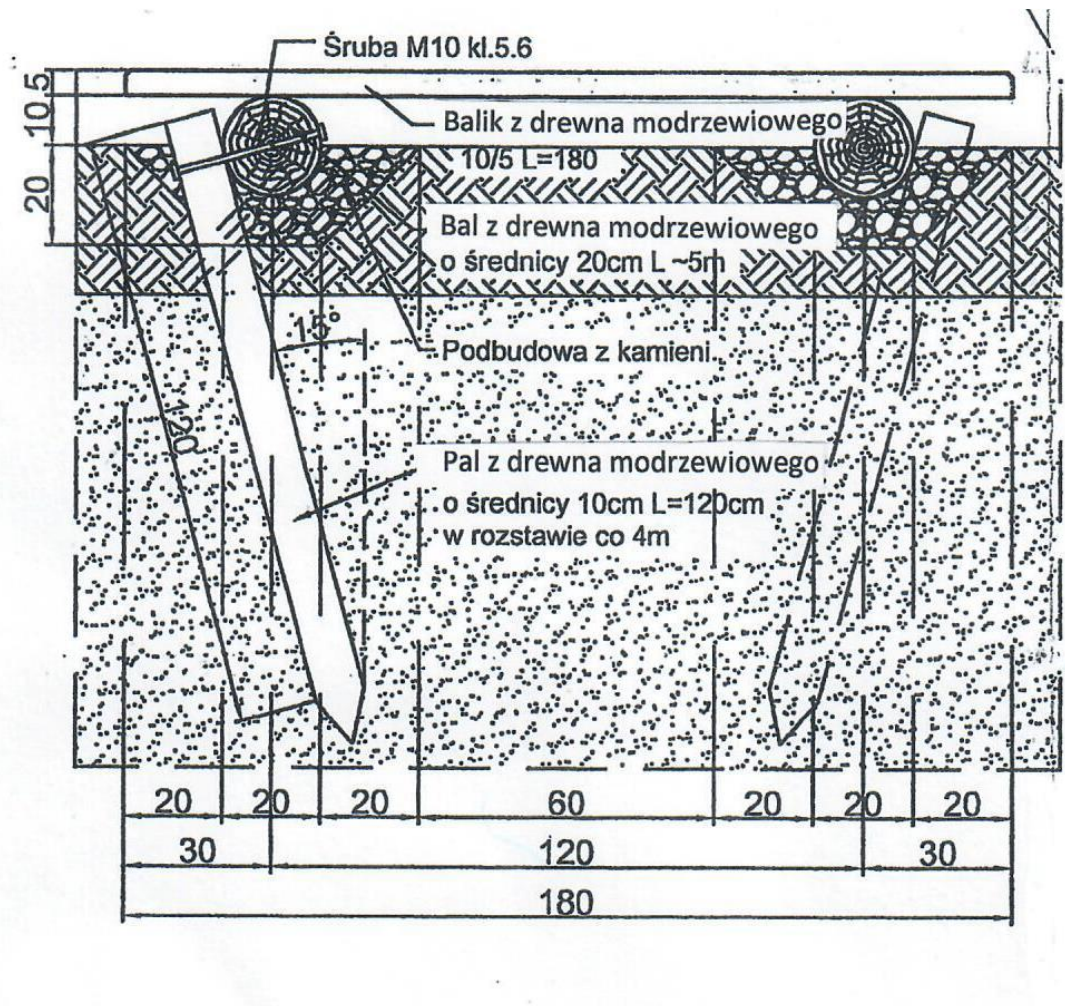 Śruba M10 kl.5.6
Balik z drewna modrzewiowego
10/5 L=180
Bal z drewna modrzewiowego
o średnicy 20cm L ~5m
15°
Podbudowa z kamieni
Pal z drewna modrzewiowego
o średnicy 10cm L=120cm
w rozstawie co 4m
5
10
20
120
20 20 20 60 20 20 20
30 120 30
180